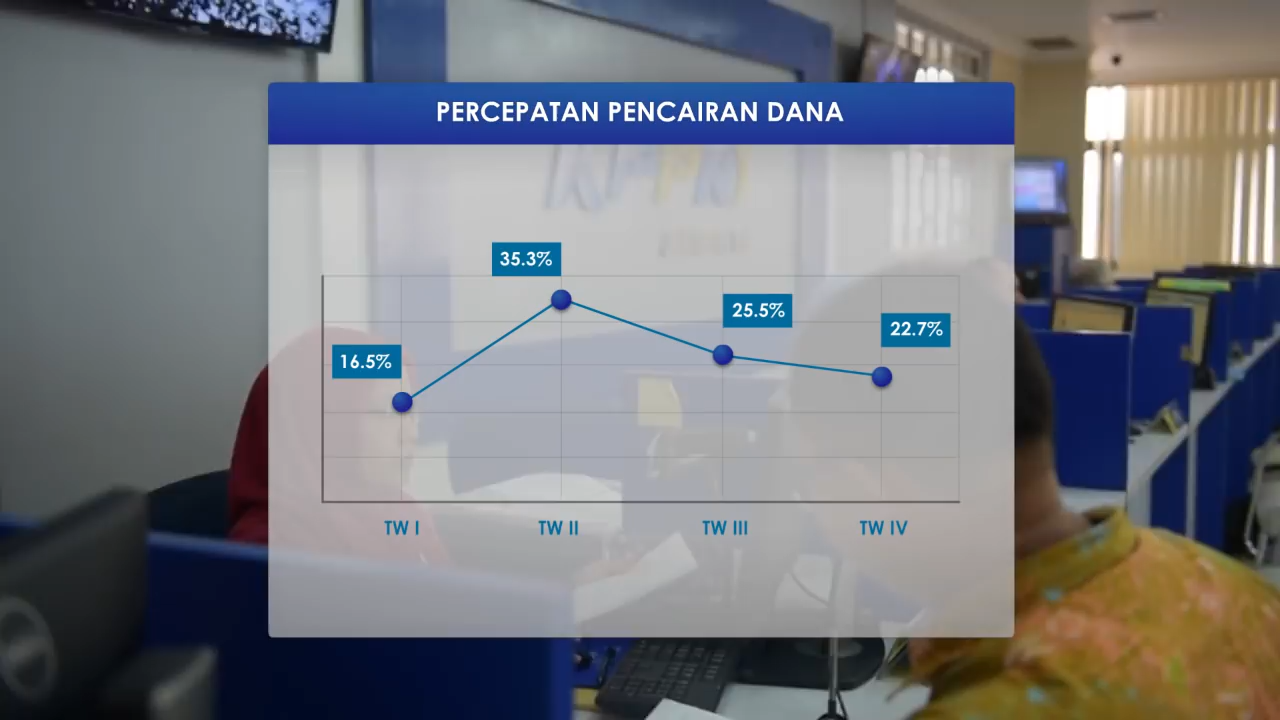 PERCEPATAN PENCAIRAN DANA
35.3%
25.5%
22.7%
16.5%
TW I TW II TW III TW IV